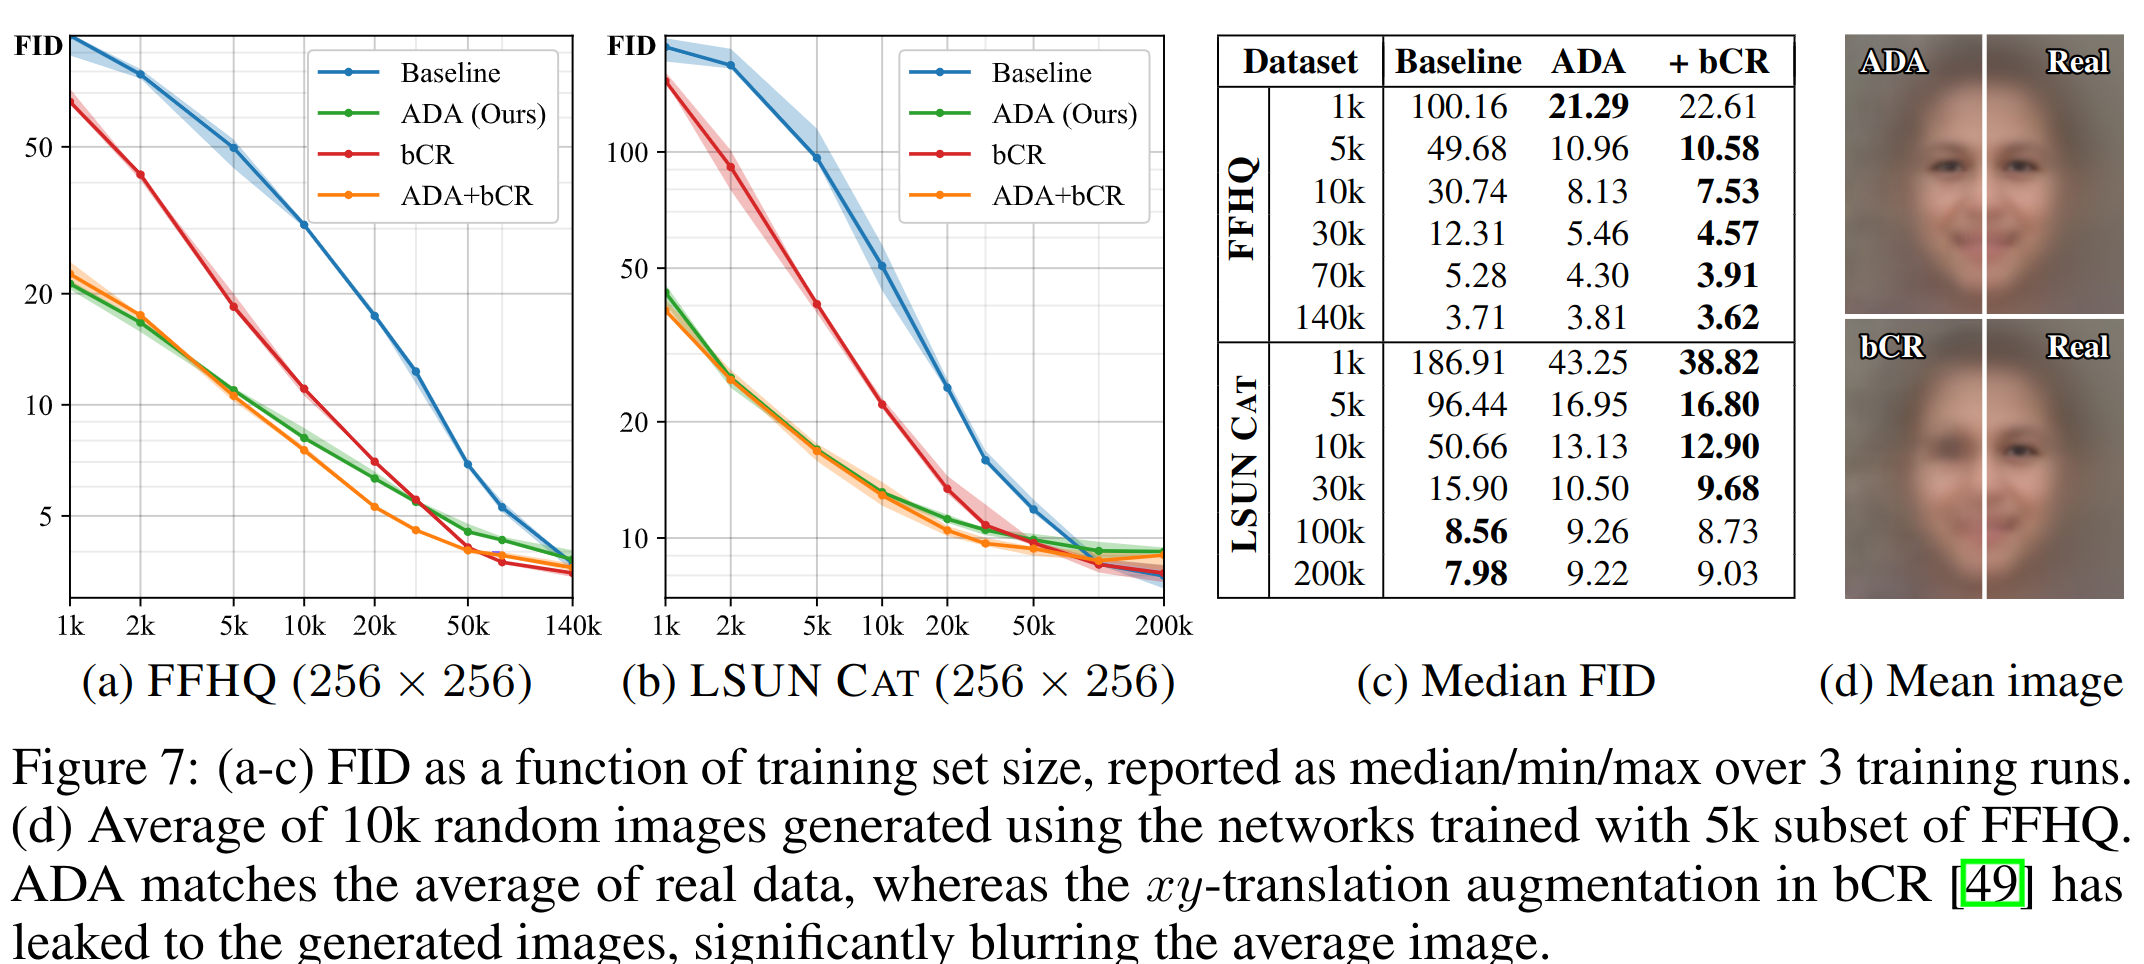 FID
Baseline
ADA (Ours)
bCR
ADA+bCR
50
20
10
5
1k 2k 5k 10k 20k 50k 140k
(a) FFHQ (256 × 256)
FID
Baseline
ADA (Ours)
bCR
ADA+bCR
100
50
20
10
1k 2k 5k 10k 20k 50k 200k
(b) LSUN CAT (256 × 256)
Dataset Baseline ADA + bCR
FFHQ
1k 100.16 21.29 22.61
5k 49.68 10.96 10.58
10k 30.74 8.13 7.53
30k 12.31 5.46 4.57
70k 5.28 4.30 3.91
140k 3.71 3.81 3.62
LSUN CAT
1k 186.91 43.25 38.82
5k 96.44 16.95 16.80
10k 50.66 13.13 12.90
30k 15.90 10.50 9.68
100k 8.56 9.26 8.73
200k 7.98 9.22 9.03
(c) Median FID
ADA Real
bCR Real
(d) Mean image
Figure 7: (a-c) FID as a function of training set size, reported as median/min/max over 3 training runs.
(d) Average of 10k random images generated using the networks trained with 5k subset of FFHQ.
ADA matches the average of real data, whereas the xy-translation augmentation in bCR [49] has
leaked to the generated images, significantly blurring the average image.